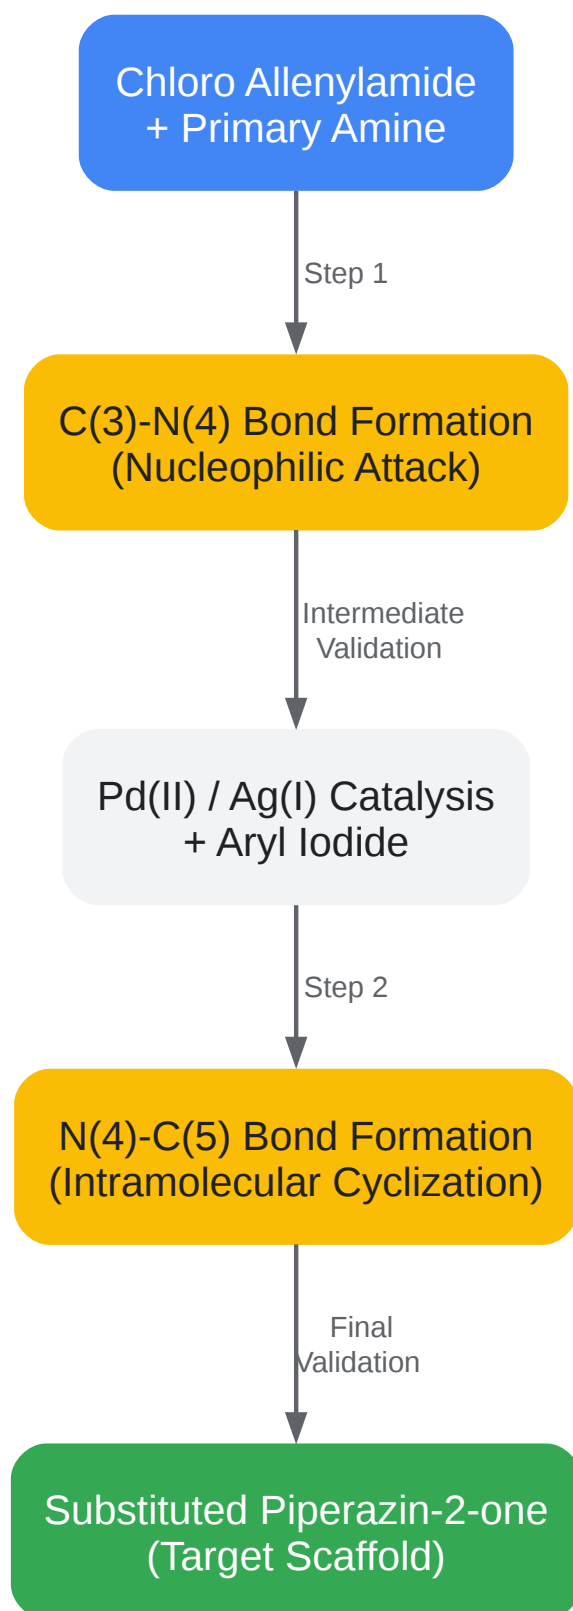 Chloro Allenylamide
+ Primary Amine
Step 1
C(3)-N(4) Bond Formation
(Nucleophilic Attack)
Intermediate
Validation
Pd(II) / Ag(I) Catalysis
+ Aryl Iodide
Step 2
N(4)-C(5) Bond Formation
(Intramolecular Cyclization)
Final
Validation
Substituted Piperazin-2-one
(Target Scaffold)